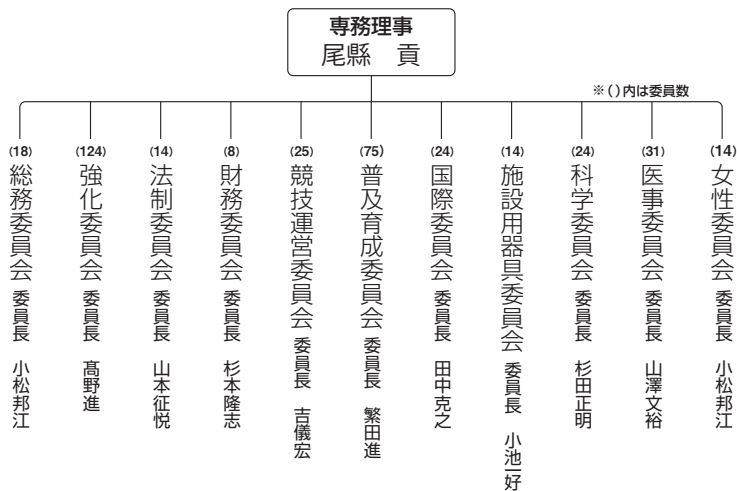 専務理事
尾縣　貢
※( )内は委員数
(18)
総務委員会 委員長　小松邦江
(124)
強化委員会 委員長　髙野進
(14)
法制委員会 委員長　山本征悦
(8)
財務委員会 委員長　杉本隆志
(25)
競技運営委員会 委員長　吉儀宏
(75)
普及育成委員会 委員長　繁田進
(24)
国際委員会 委員長　田中克之
(14)
施設用器具委員会 委員長　小池一好
(24)
科学委員会 委員長　杉田正明
(31)
医事委員会 委員長　山澤文裕
(14)
女性委員会 委員長　小松邦江